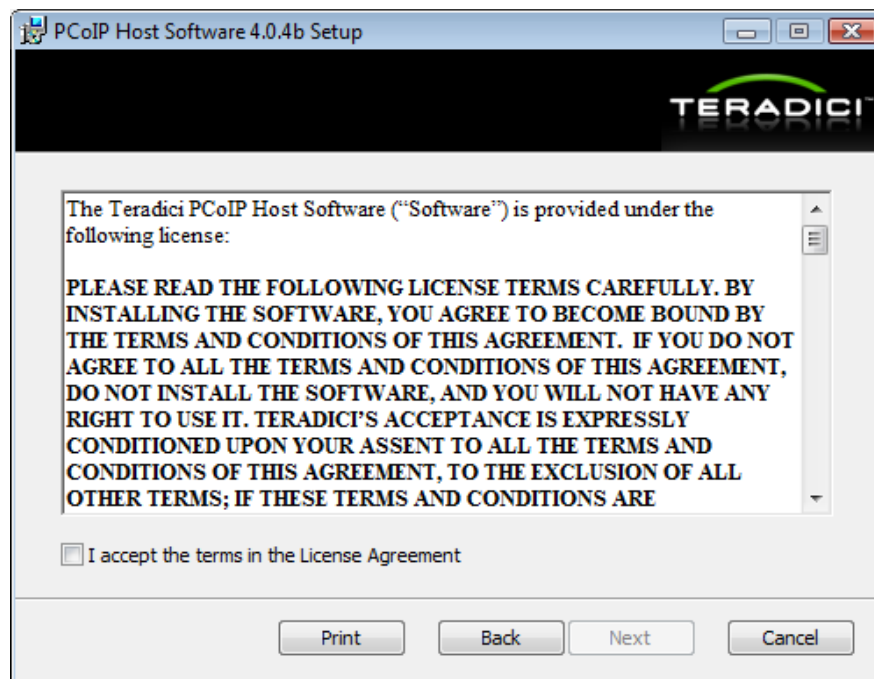 PCoIP Host Software 4.0.4b Setup
TERADICI™
The Teradici PCoIP Host Software (“Software”) is provided under the
following license:
PLEASE READ THE FOLLOWING LICENSE TERMS CAREFULLY. BY
INSTALLING THE SOFTWARE, YOU AGREE TO BECOME BOUND BY
THE TERMS AND CONDITIONS OF THIS AGREEMENT.  IF YOU DO NOT
AGREE TO ALL THE TERMS AND CONDITIONS OF THIS AGREEMENT,
DO NOT INSTALL THE SOFTWARE, AND YOU WILL NOT HAVE ANY
RIGHT TO USE IT. TERADICI’S ACCEPTANCE IS EXPRESSLY
CONDITIONED UPON YOUR ASSENT TO ALL THE TERMS AND
CONDITIONS OF THIS AGREEMENT, TO THE EXCLUSION OF ALL
OTHER TERMS; IF THESE TERMS AND CONDITIONS ARE
I accept the terms in the License Agreement
Print Back Next Cancel